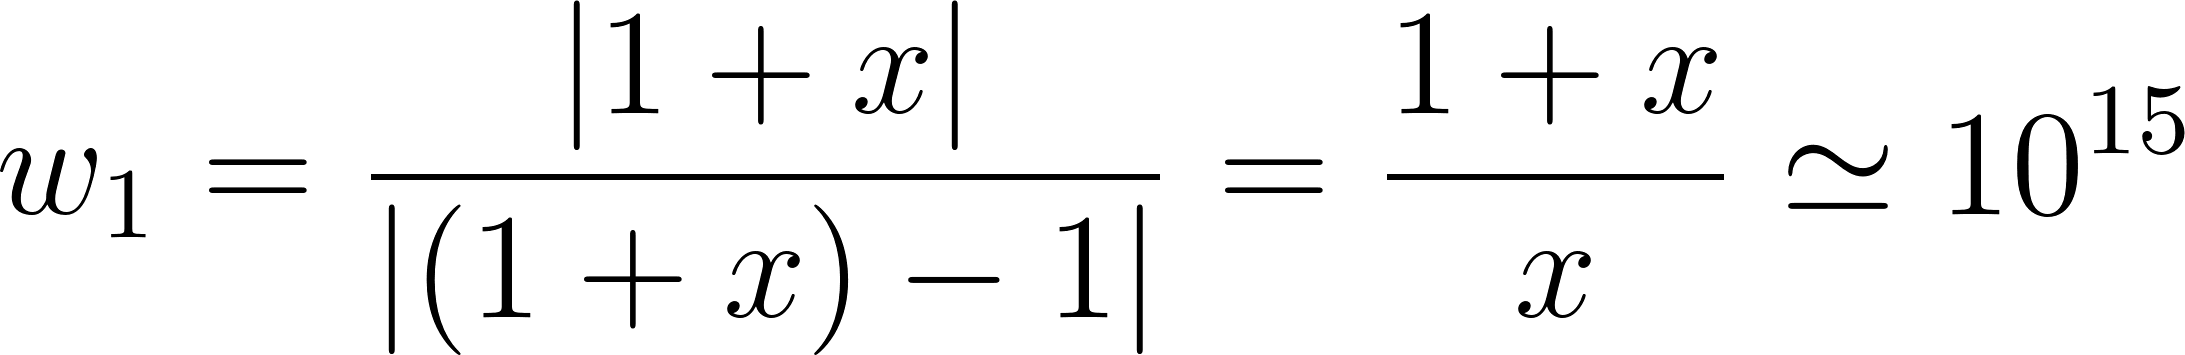 w_1 = \frac{|1 + x|}{|(1 + x) - 1|} = \frac{1 + x}{x} \simeq 10^{15}